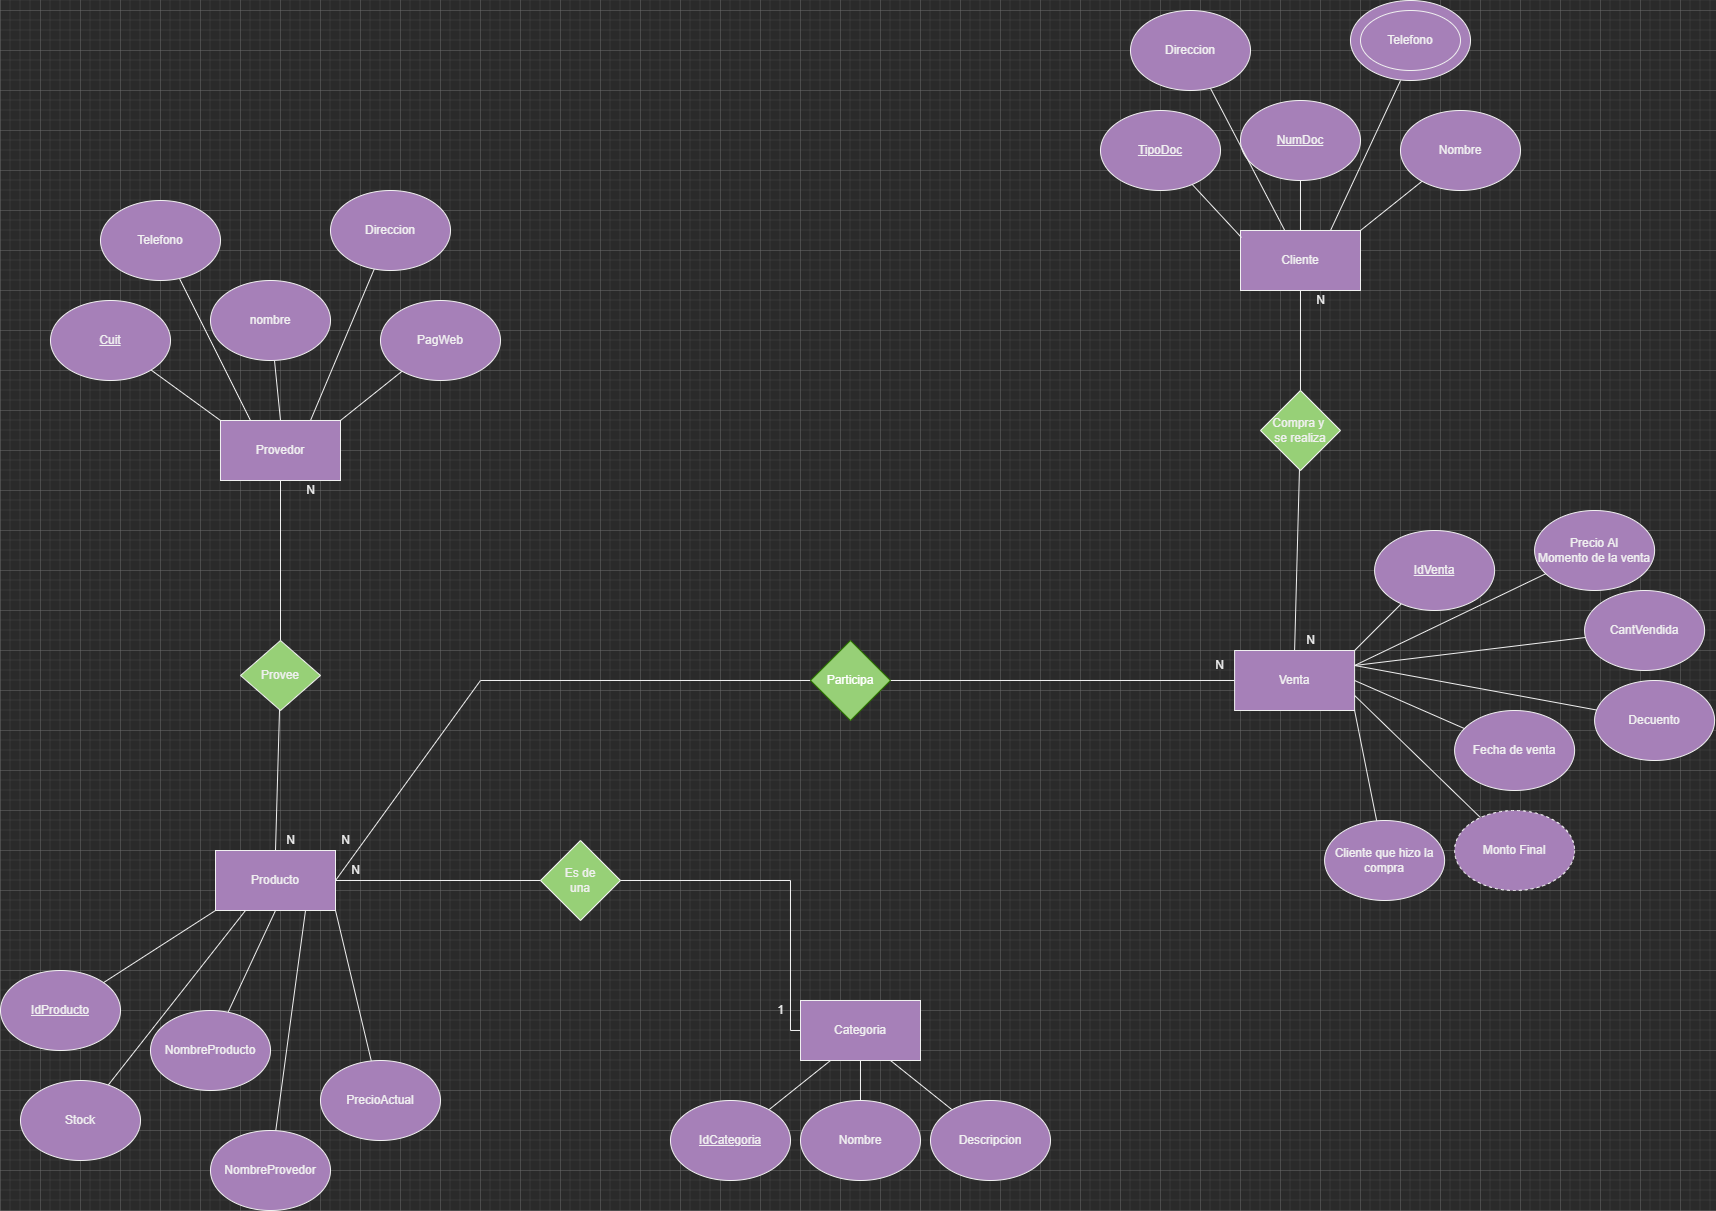 Telefono
Direccion
TipoDoc
NumDoc
Nombre
Direccion
Telefono
nombre
Cliente
Cuit
PagWeb
N
Compra y
se realiza
Provedor
N
Precio Al
Momento de la venta
IdVenta
CantVendida
N
N
Provee
Participa
Venta
Decuento
Fecha de venta
N
N
N
Producto
Es de
una
Cliente que hizo la
compra
Monto Final
IdProducto
1
Categoria
NombreProducto
PrecioActual
Stock
IdCategoria
Nombre
Descripcion
NombreProvedor